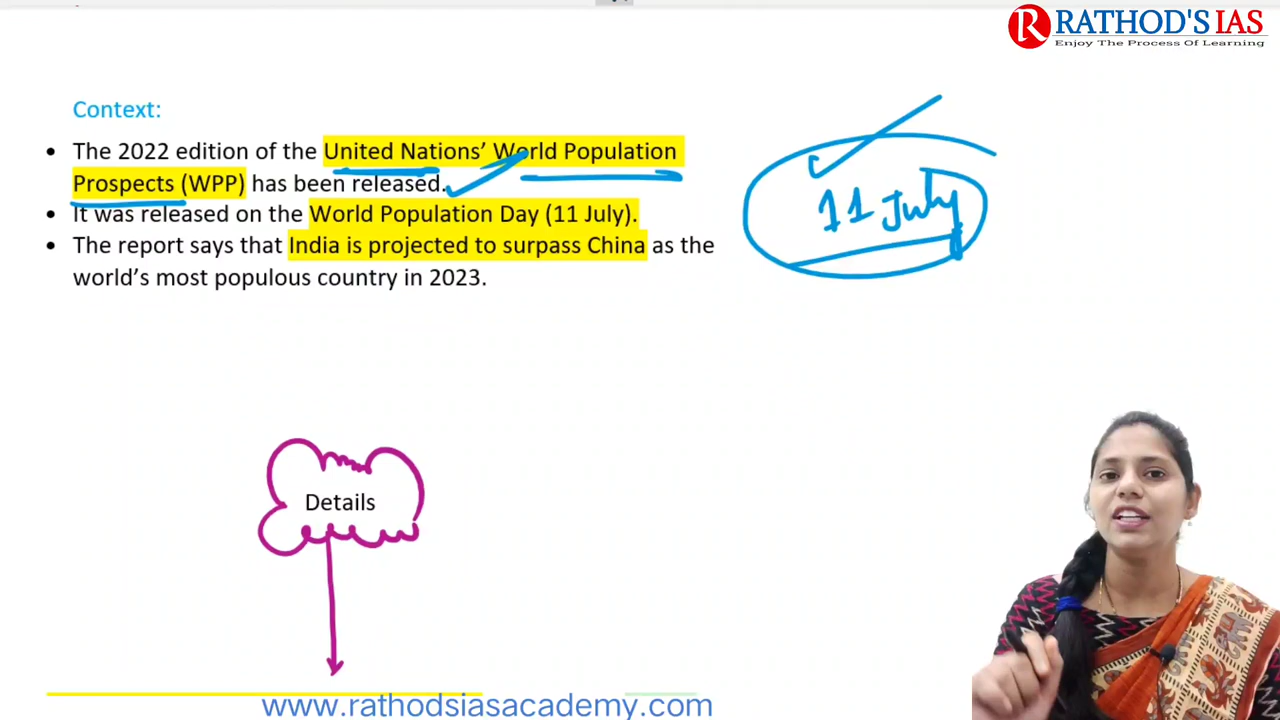 RATHOD'S IAS
Enjoy The Process Of Learning
Context:
• The 2022 edition of the United Nations’ World Population
Prospects (WPP) has been released.
• It was released on the World Population Day (11 July).
• The report says that India is projected to surpass China as the
world’s most populous country in 2023.
11 July
Details
www.rathodsiasacademy.com